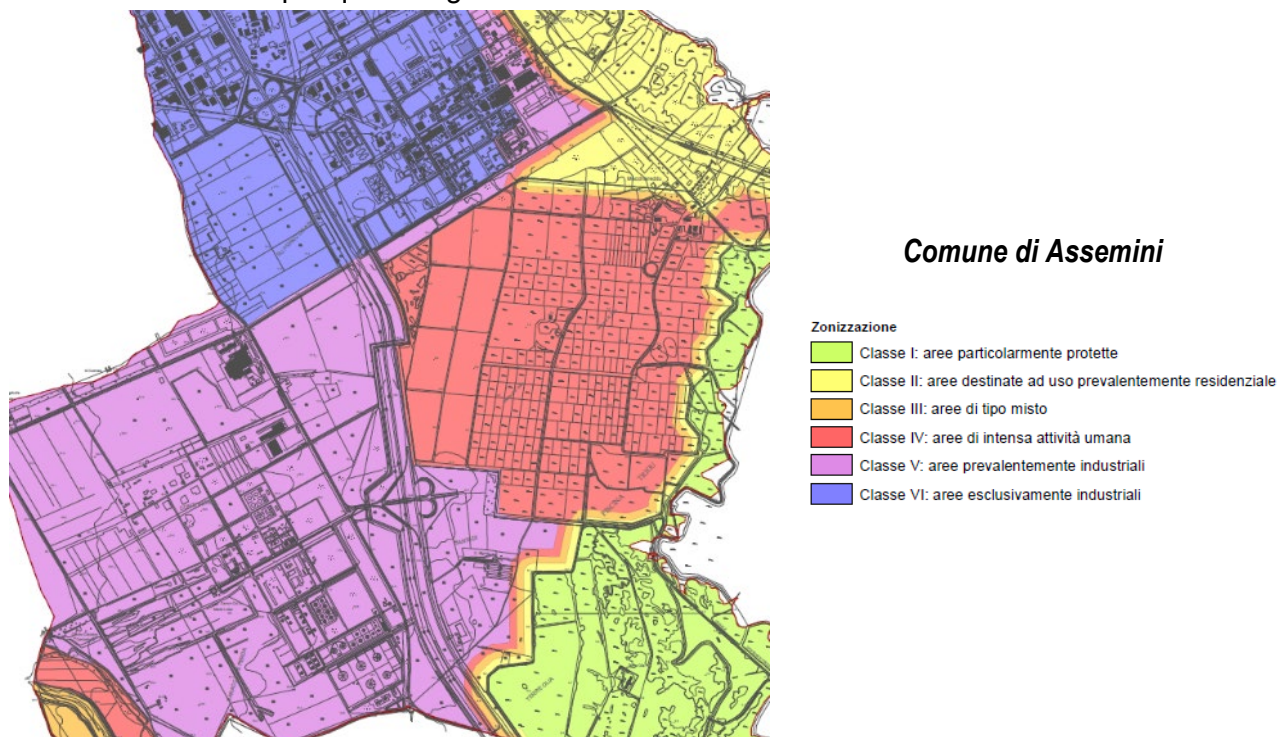 Comune di Assemini
Zonizzazione
Classe I: aree particolarmente protette
Classe II: aree destinate ad uso prevalentemente residenziale
Classe III: aree di tipo misto
Classe IV: aree di intensa attività umana
Classe V: aree prevalentemente industriali
Classe VI: aree esclusivamente industriali